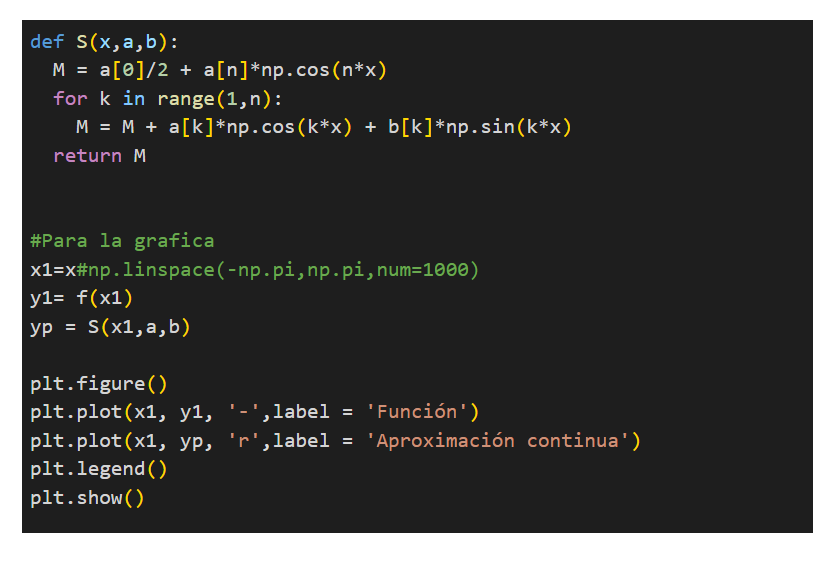 def S(x,a,b):
  M = a[0]/2 + a[n]*np.cos(n*x)
  for k in range(1,n):
    M = M + a[k]*np.cos(k*x) + b[k]*np.sin(k*x)
  return M
#Para la grafica
x1=x#np.linspace(-np.pi,np.pi,num=1000)
y1= f(x1)
yp = S(x1,a,b)
plt.figure()
plt.plot(x1, y1, '-',label = 'Función')
plt.plot(x1, yp, 'r',label = 'Aproximación continua')
plt.legend()
plt.show()